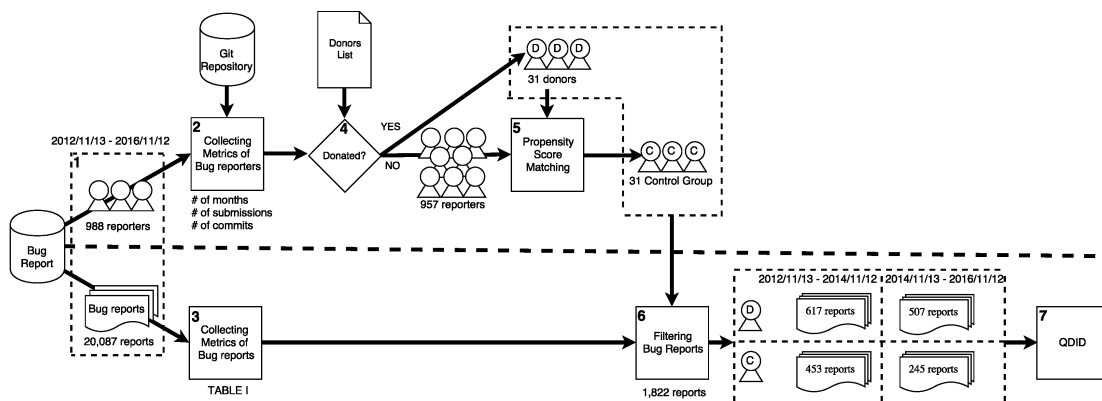 Git
Repository
Donors
List
D D D
31 donors
2012/11/13 - 2016/11/12
1
2
Collecting
Metrics of
Bug reporters
4
Donated?
YES
NO
5
Propensity
Score
Matching
C C C
31 Control Group
# of months
# of submissions
# of commits
957 reporters
988 reporters
Bug
Report
Bug reports
20,087 reports
3
Collecting
Metrics of
Bug reports
TABLE I
6
Filtering
Bug Reports
1,822 reports
2012/11/13 - 2014/11/12
2014/11/13 - 2016/11/12
D
617 reports
507 reports
C
453 reports
245 reports
7
QDID